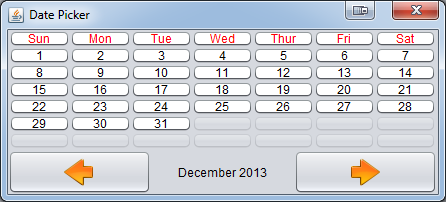 Date Picker
Sun Mon Tue Wed Thur Fri Sat
1 2 3 4 5 6 7
8 9 10 11 12 13 14
15 16 17 18 19 20 21
22 23 24 25 26 27 28
29 30 31
December 2013